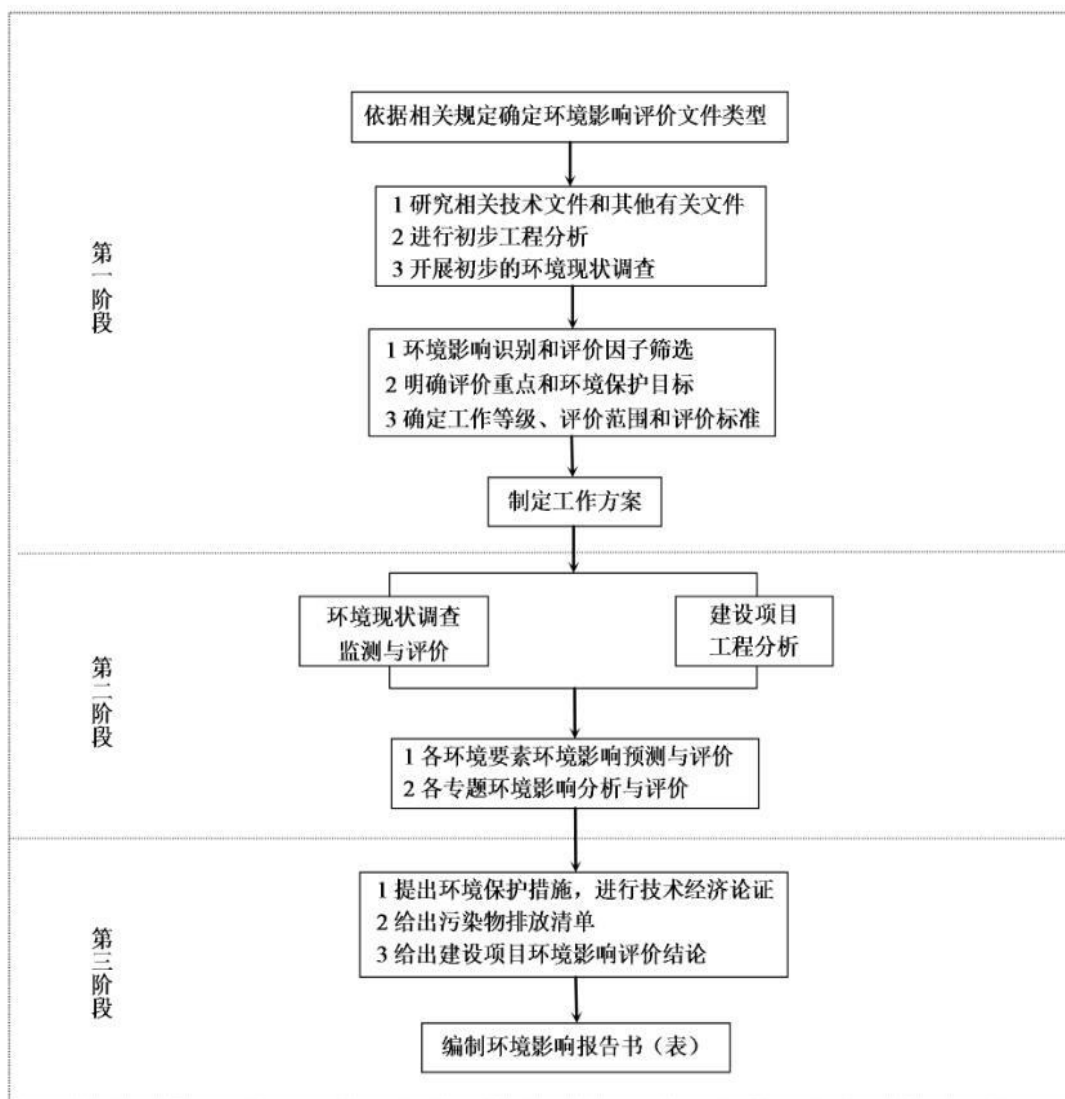 依据相关规定确定环境影响评价文件类型
1 研究相关技术文件和其他有关文件
2 进行初步工程分析
3 开展初步的环境现状调查
第一阶段
1 环境影响识别和评价因子筛选
2 明确评价重点和环境保护目标
3 确定工作等级、评价范围和评价标准
制定工作方案
环境现状调查
监测与评价
建设项目
工程分析
第二阶段
1 各环境要素环境影响预测与评价
2 各专题环境影响分析与评价
1 提出环境保护措施，进行技术经济论证
2 给出污染物排放清单
3 给出建设项目环境影响评价结论
第三阶段
编制环境影响报告书（表）